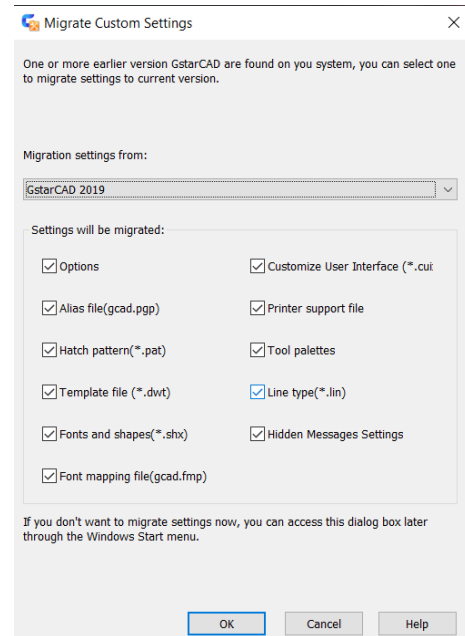 Migrate Custom Settings
One or more earlier version GstarCAD are found on you system, you can select one
to migrate settings to current version.
Migration settings from:
GstarCAD 2019
Settings will be migrated:
Options
Customize User Interface (*.cui
Alias file(gcad.pgp)
Printer support file
Hatch pattern(*.pat)
Tool palettes
Template file (*.dwt)
Line type(*.lin)
Fonts and shapes(*.shx)
Hidden Messages Settings
Font mapping file(gcad.fmp)
If you don't want to migrate settings now, you can access this dialog box later
through the Windows Start menu.
OK
Cancel
Help